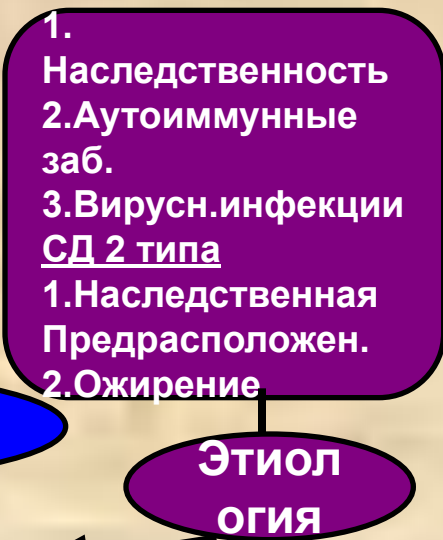 1.
Наследственность
2.Аутоиммунные
заб.
3.Вирусн.инфекции
СД 2 типа
1.Наследственная
Предрасположен.
2.Ожирение
Этиол
огия